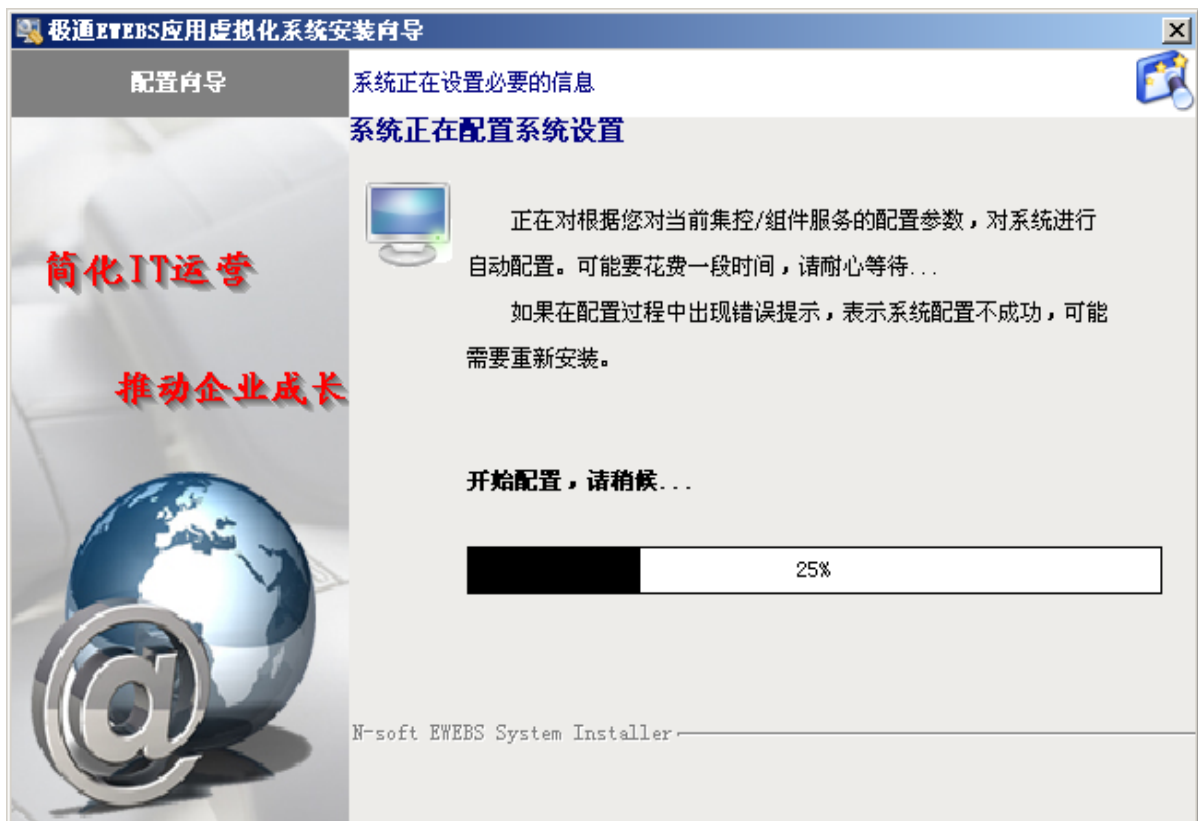 极通EWEBS应用虚拟化系统安装向导
配置向导
系统正在设置必要的信息
系统正在配置系统设置
正在对根据您对当前集控/组件服务的配置参数，对系统进行
自动配置。可能要花费一段时间，请耐心等待...
如果在配置过程中出现错误提示，表示系统配置不成功，可能
需要重新安装。
简化IT运营
推动企业成长
开始配置，请稍候...
25%
N-soft EWEBS System Installer